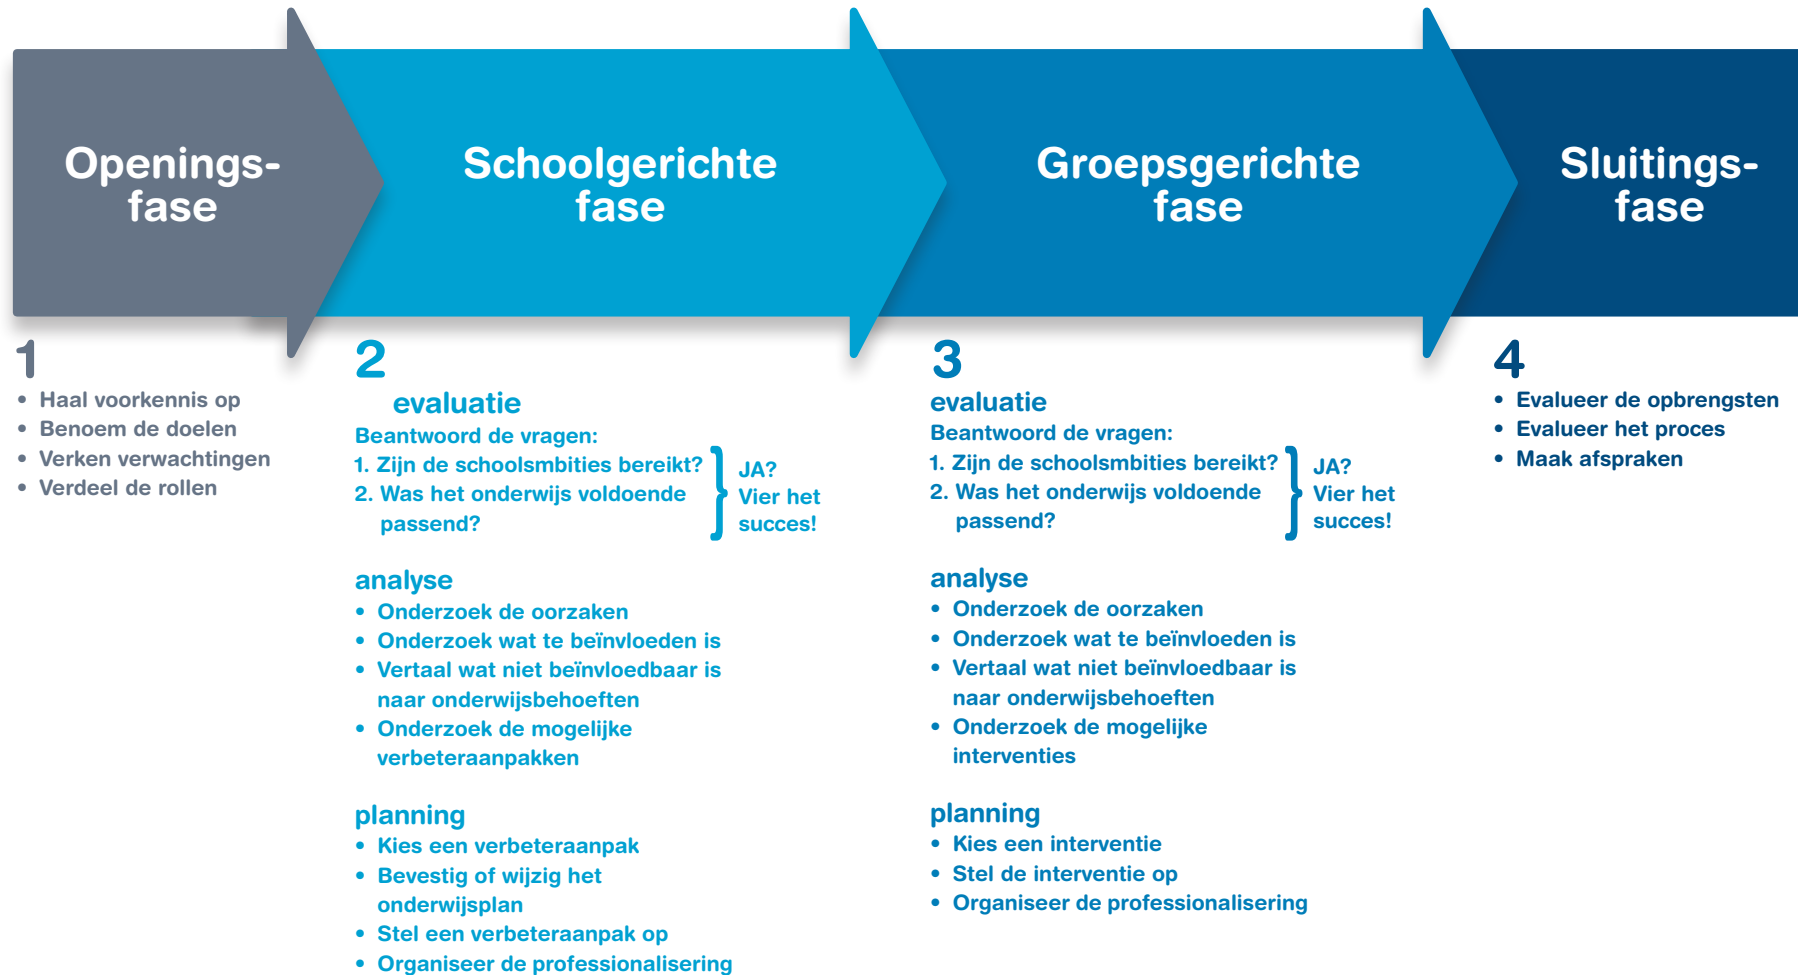 Openings-
fase
Schoolgerichte
fase
Groepsgerichte
fase
Sluitings-
fase
1
• Haal voorkennis op
• Benoem de doelen
• Verken verwachtingen
• Verdeel de rollen
2
evaluatie
Beantwoord de vragen:
1. Zijn de schoolsmbities bereikt?
2. Was het onderwijs voldoende
passend?
JA?
Vier het
succes!
analyse
• Onderzoek de oorzaken
• Onderzoek wat te beïnvloeden is
• Vertaal wat niet beïnvloedbaar is
naar onderwijsbehoeften
• Onderzoek de mogelijke
verbeteraanpakken
planning
• Kies een verbeteraanpak
• Bevestig of wijzig het
onderwijsplan
• Stel een verbeteraanpak op
• Organiseer de professionalisering
3
evaluatie
Beantwoord de vragen:
1. Zijn de schoolsmbities bereikt?
2. Was het onderwijs voldoende
passend?
JA?
Vier het
succes!
analyse
• Onderzoek de oorzaken
• Onderzoek wat te beïnvloeden is
• Vertaal wat niet beïnvloedbaar is
naar onderwijsbehoeften
• Onderzoek de mogelijke
interventies
planning
• Kies een interventie
• Stel de interventie op
• Organiseer de professionalisering
4
• Evalueer de opbrengsten
• Evalueer het proces
• Maak afspraken